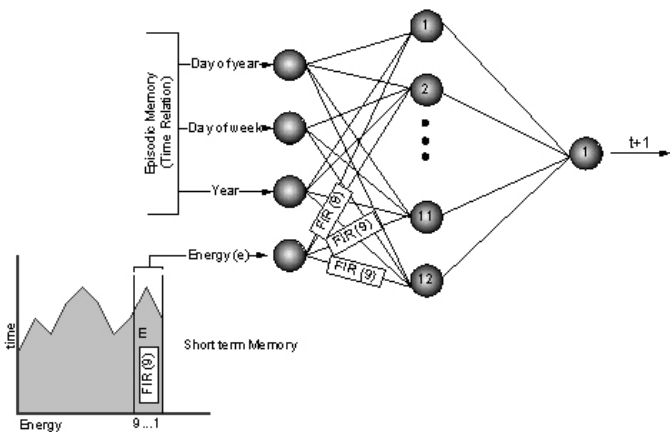 Episodic Memory
(Time Relation)
Day of year
Day of week
Year
Energy (e)
1
2
11
12
FIR (9)
FIR (9)
FIR (9)
1
t+1
time
E
FIR (9)
Short term Memory
Energy
9 ... 1